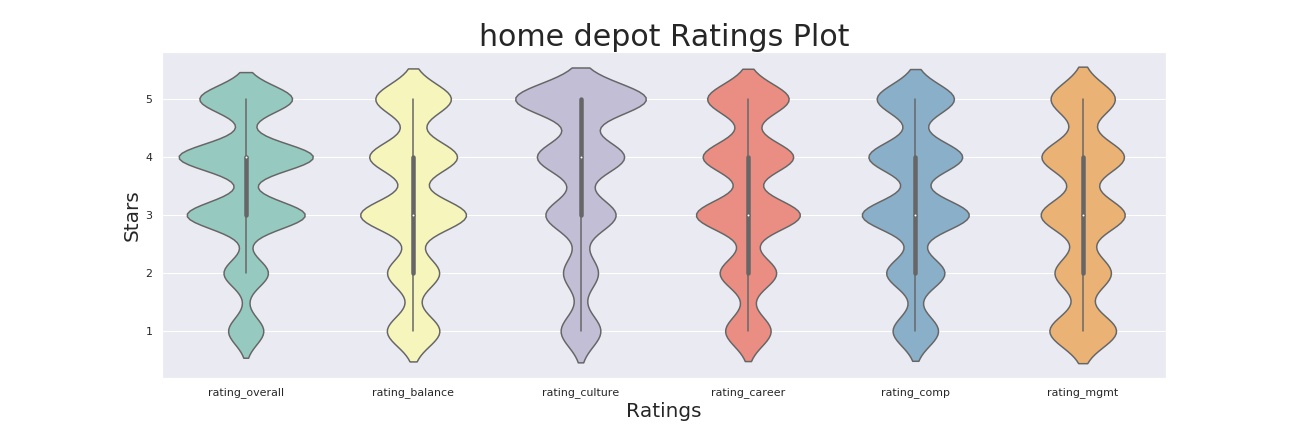 home depot Ratings Plot
Stars
5
4
3
2
1
rating_overall rating_balance rating_culture rating_career rating_comp rating_mgmt
Ratings